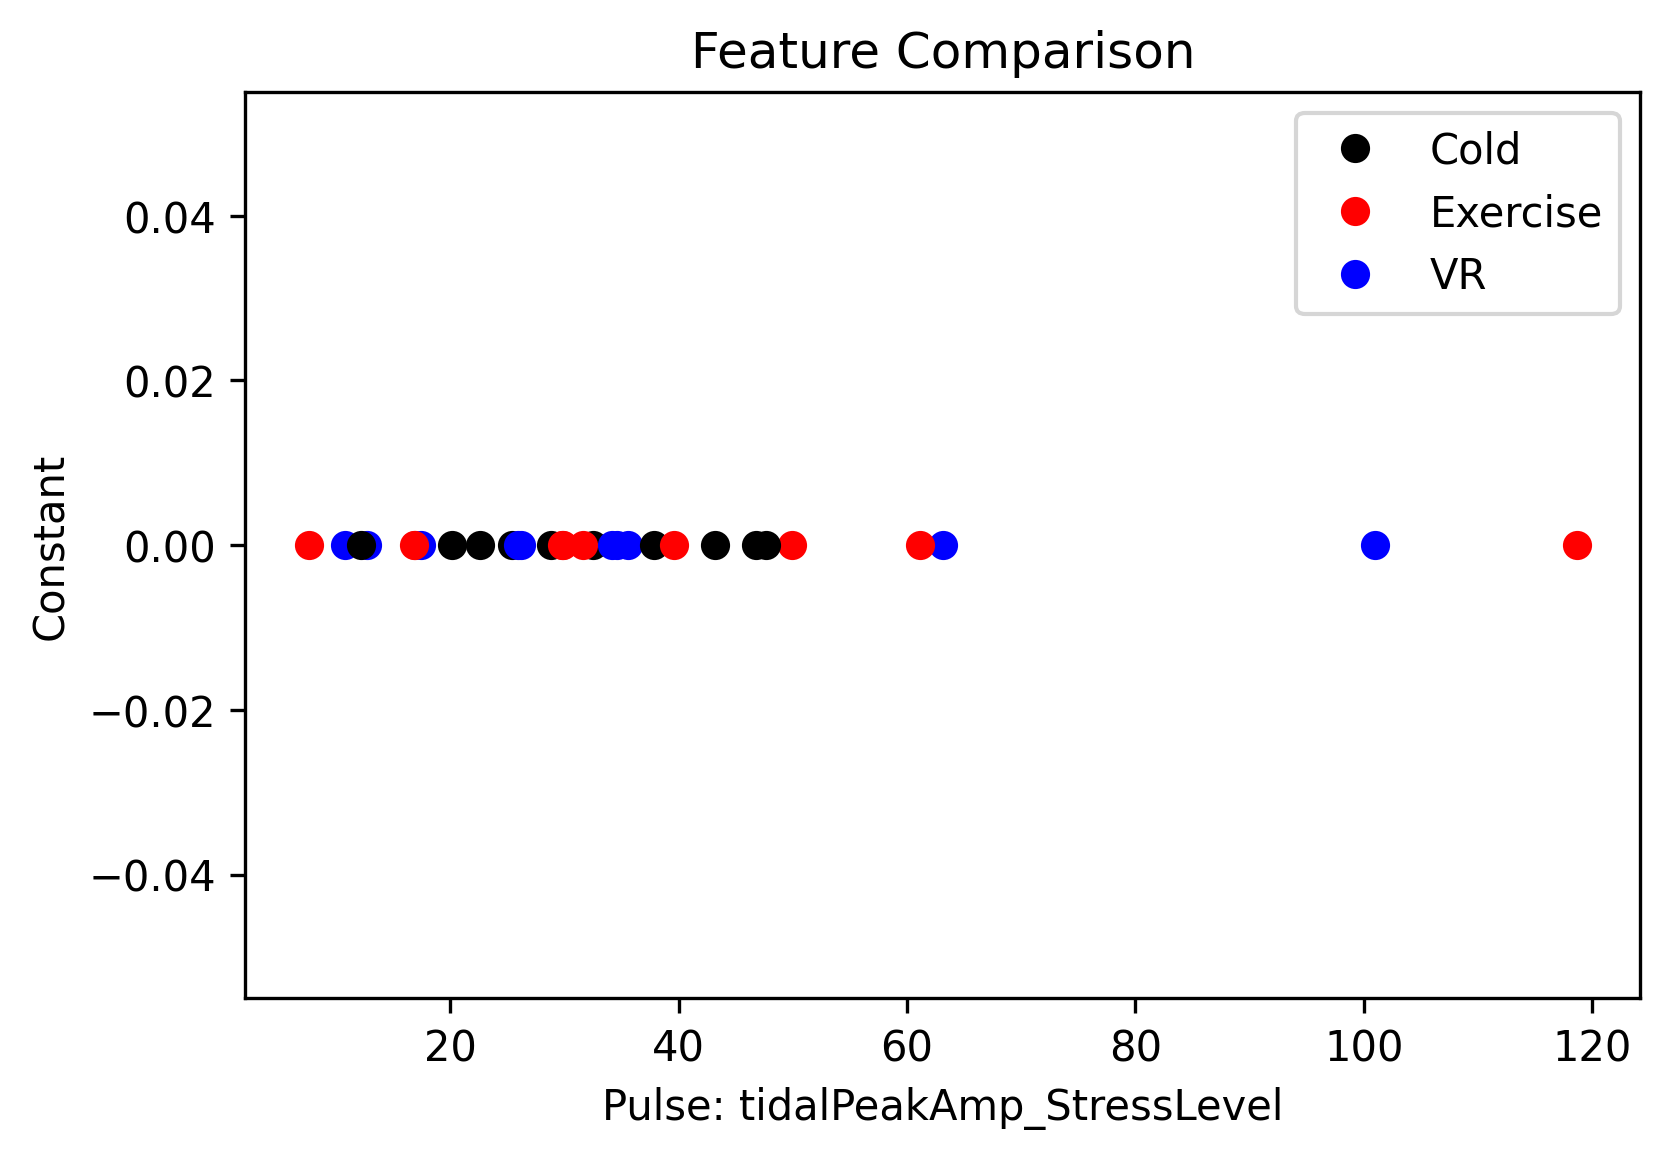 Feature Comparison
Cold
Exercise
VR
0.04
0.02
0.00
−0.02
−0.04
Constant
20 40 60 80 100 120
Pulse: tidalPeakAmp_StressLevel